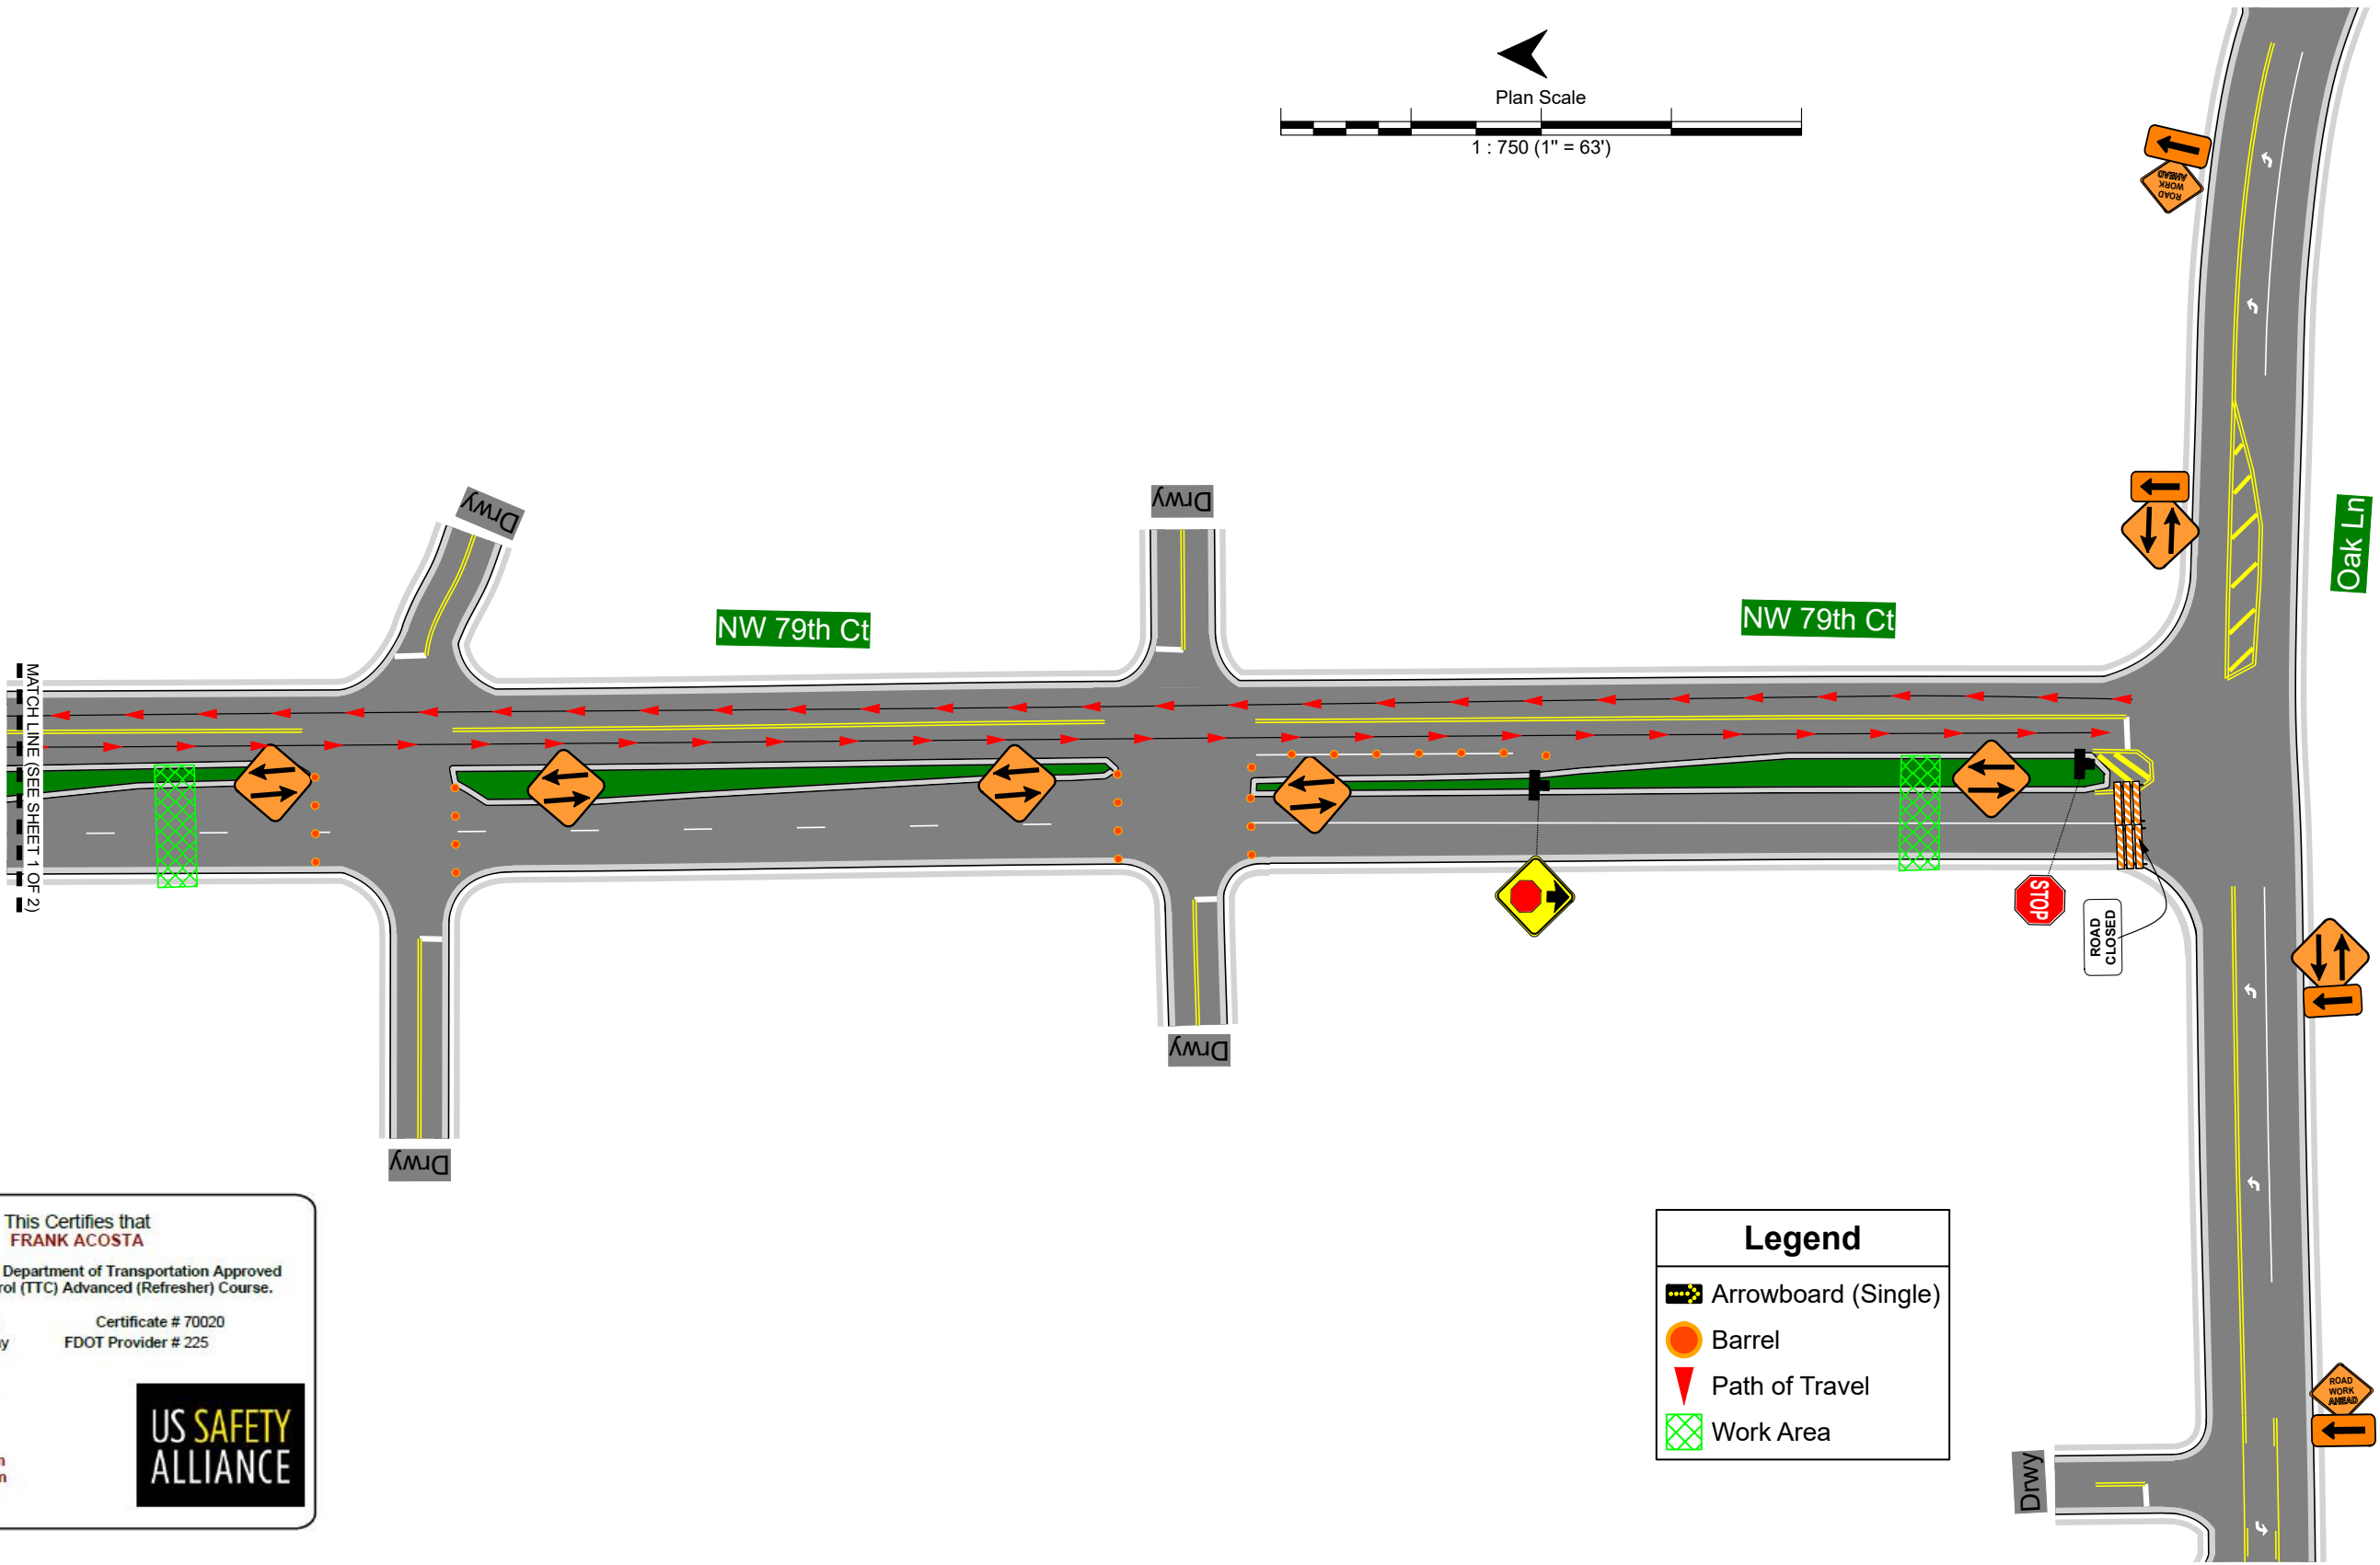 Plan Scale
1 : 750 (1" = 63')
ROAD
WORK
AHEAD
Oak Ln
Drwy
Drwy
NW 79th Ct
NW 79th Ct
MATCH LINE (SEE SHEET 1 OF 2)
STOP
ROAD
CLOSED
Drwy
Drwy
This Certifies that
FRANK ACOSTA
Department of Transportation Approved
rol (TTC) Advanced (Refresher) Course.
Certificate # 70020
FDOT Provider # 225
US SAFETY
ALLIANCE
Legend
Arrowboard (Single)
Barrel
Path of Travel
Work Area
ROAD
WORK
AHEAD
Drwy